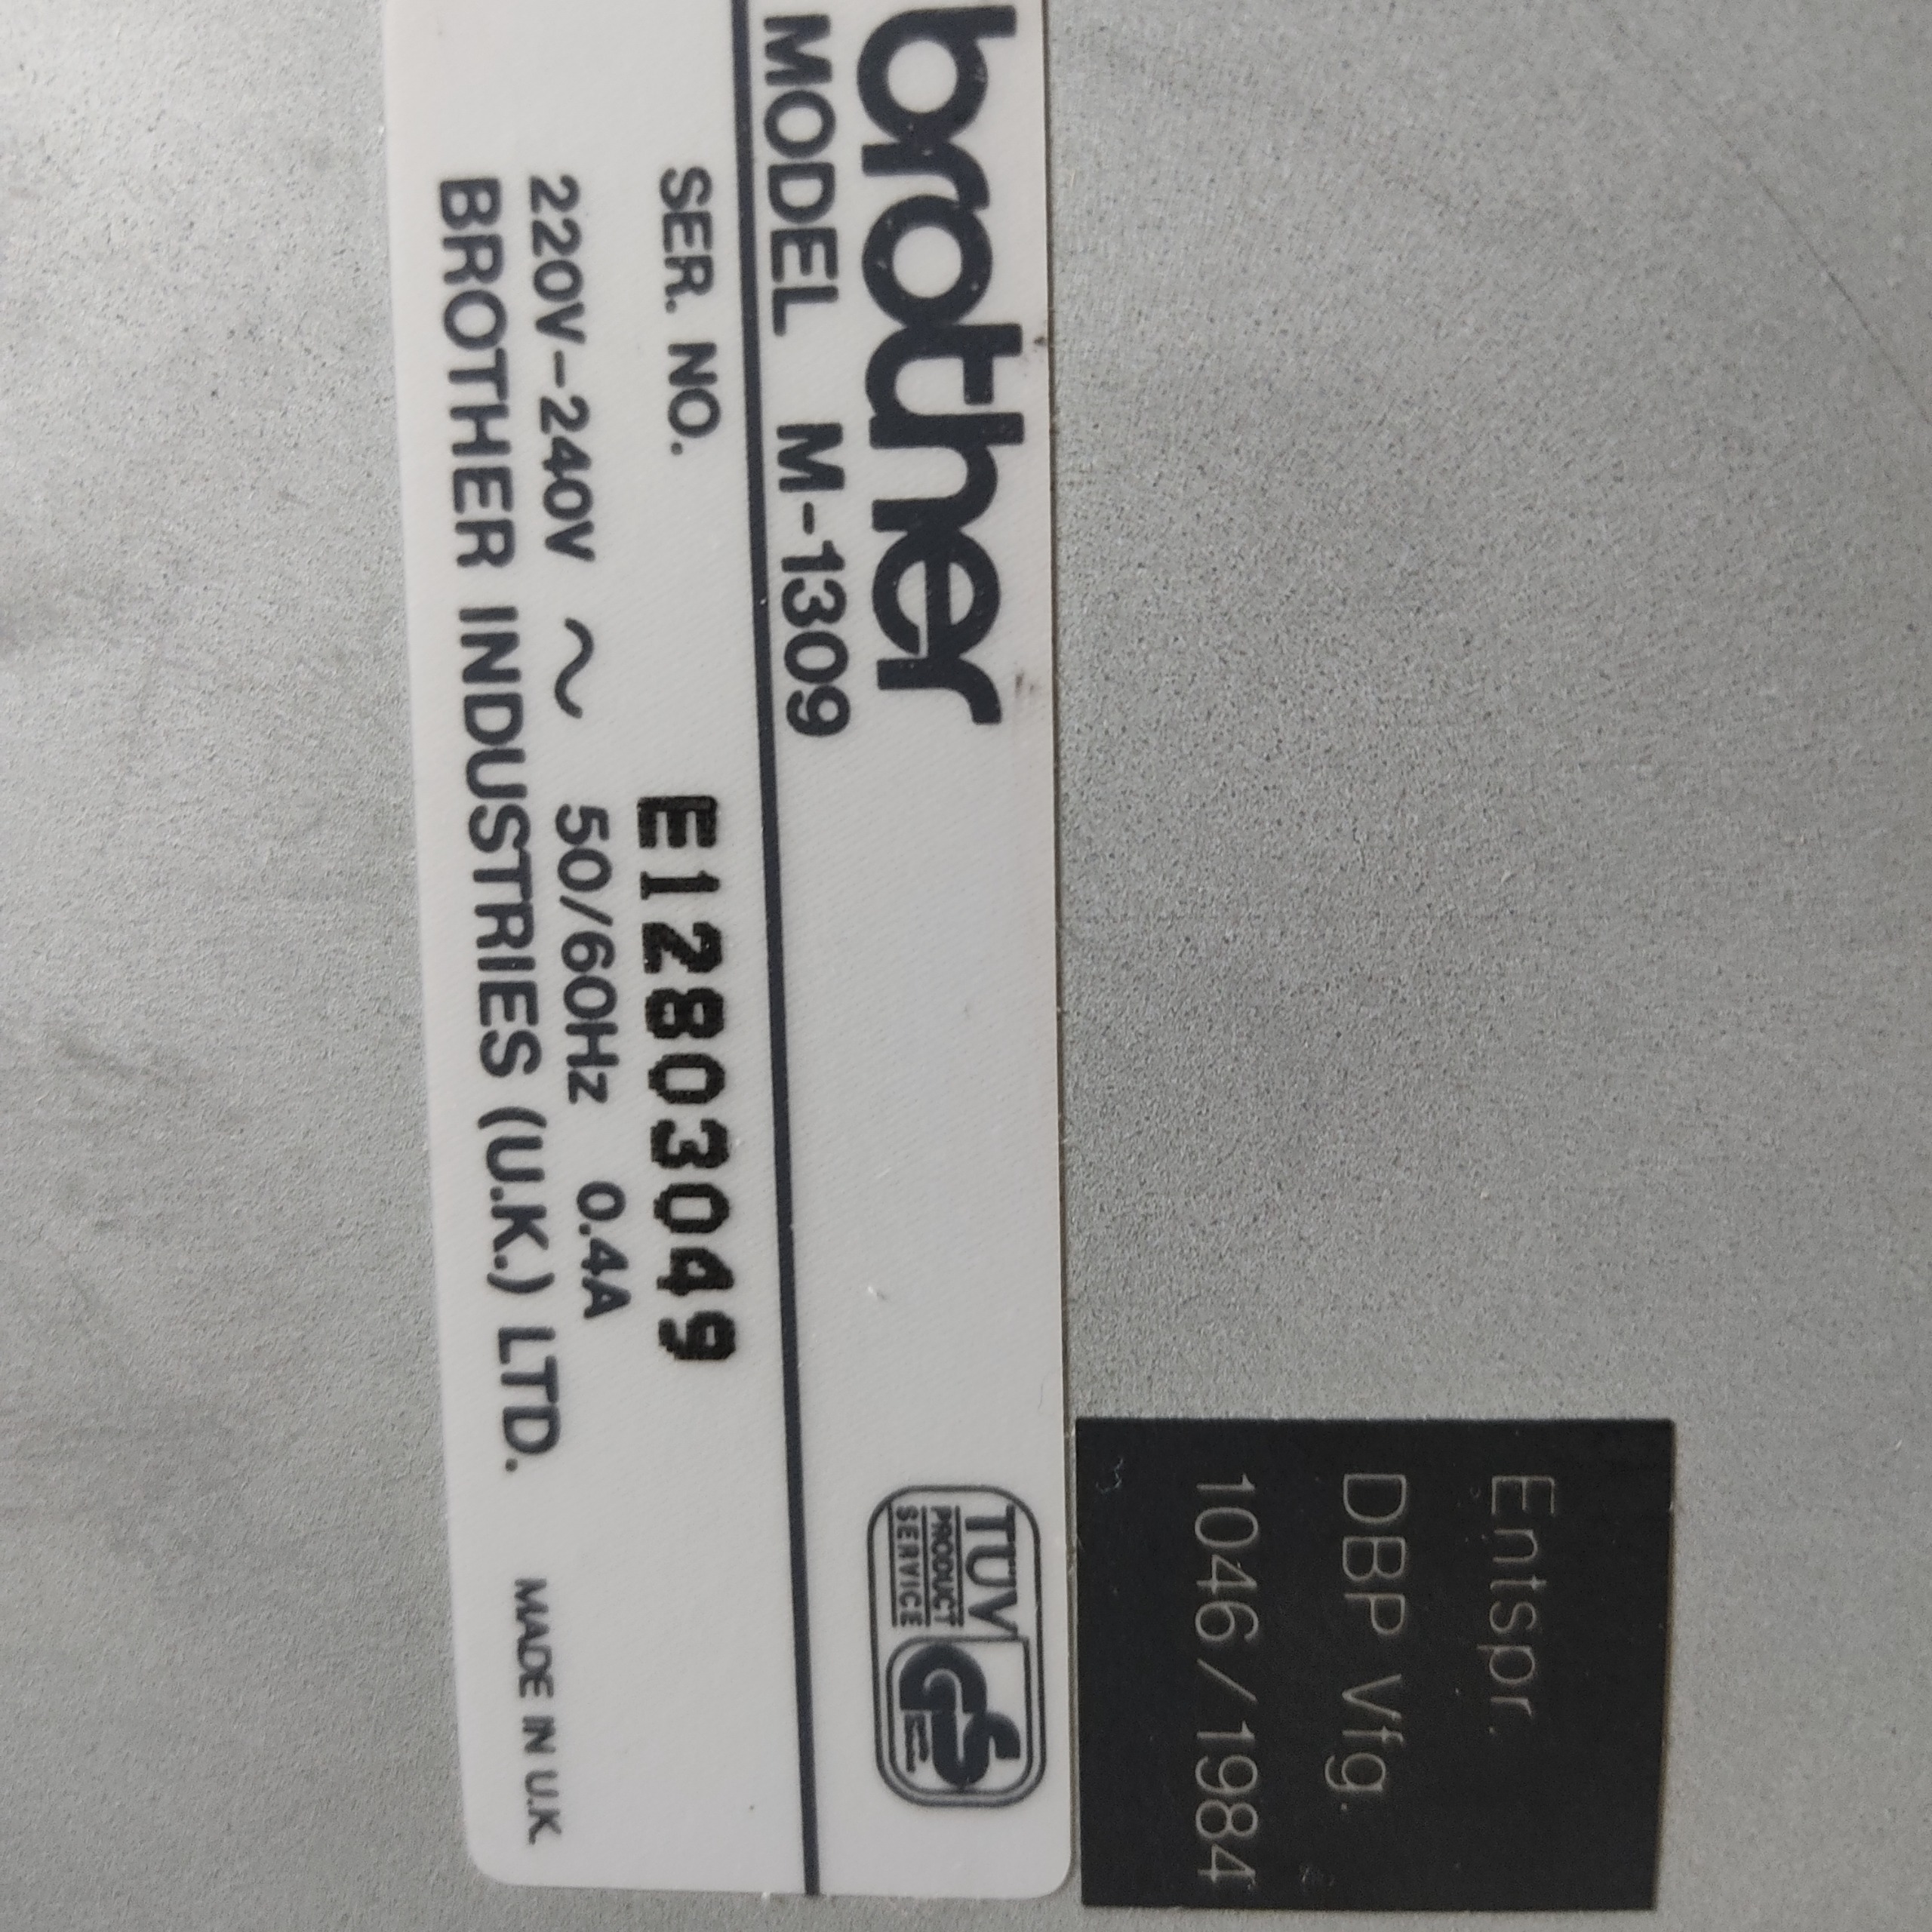 brother
MODEL M-1309
SER. NO. E12803049
220V-240V ~ 50/60Hz 0.4A
BROTHER INDUSTRIES (U.K.) LTD. MADE IN U.K.
TÜV
PRODUCT
SERVICE
GS
Entspr.
DBP Vfg.
1046/1984